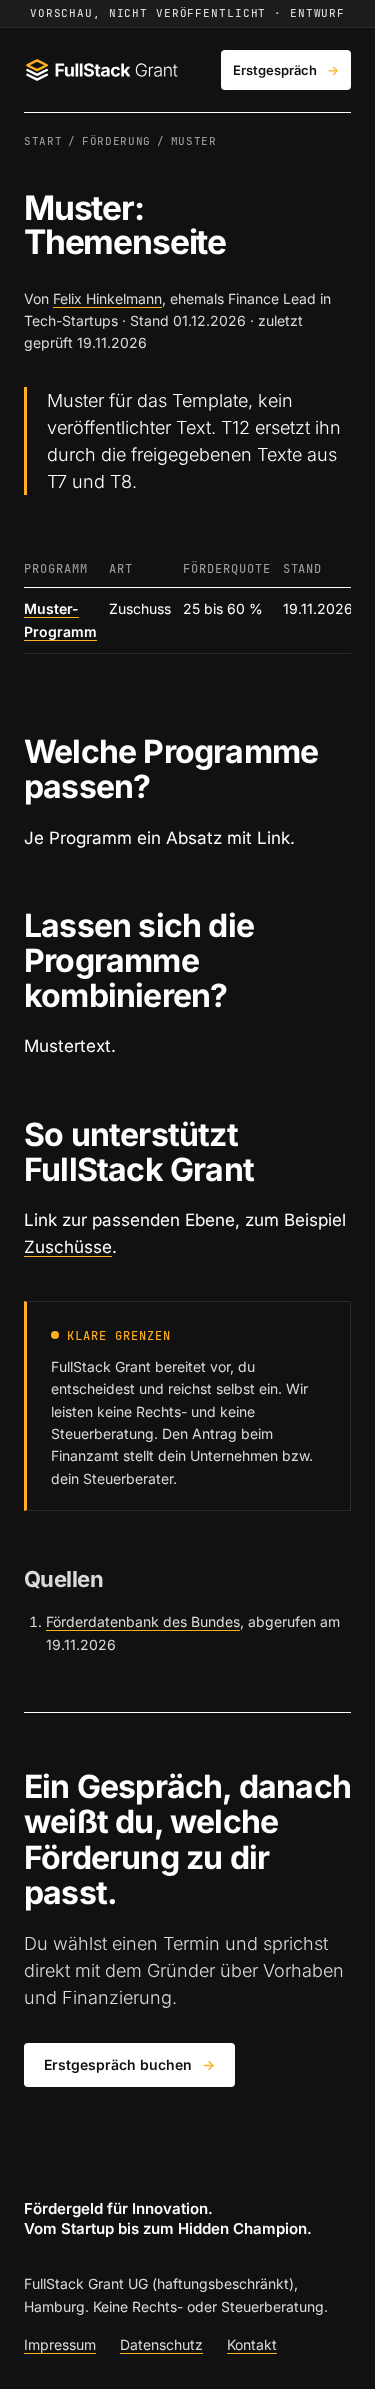 VORSCHAU, NICHT VERÖFFENTLICHT · ENTWURF
FullStack Grant
Erstgespräch →
START / FÖRDERUNG / MUSTER
Muster:
Themenseite
Von Felix Hinkelmann, ehemals Finance Lead in
Tech-Startups · Stand 01.12.2026 · zuletzt
geprüft 19.11.2026
Muster für das Template, kein
veröffentlichter Text. T12 ersetzt ihn
durch die freigegebenen Texte aus
T7 und T8.
PROGRAMM ART FÖRDERQUOTE STAND
Muster- Zuschuss 25 bis 60 % 19.11.2026
Programm
Welche Programme
passen?
Je Programm ein Absatz mit Link.
Lassen sich die
Programme
kombinieren?
Mustertext.
So unterstützt
FullStack Grant
Link zur passenden Ebene, zum Beispiel
Zuschüsse.
KLARE GRENZEN
FullStack Grant bereitet vor, du
entscheidest und reichst selbst ein. Wir
leisten keine Rechts- und keine
Steuerberatung. Den Antrag beim
Finanzamt stellt dein Unternehmen bzw.
dein Steuerberater.
Quellen
1. Förderdatenbank des Bundes, abgerufen am
19.11.2026
Ein Gespräch, danach
weißt du, welche
Förderung zu dir
passt.
Du wählst einen Termin und sprichst
direkt mit dem Gründer über Vorhaben
und Finanzierung.
Erstgespräch buchen →
Fördergeld für Innovation.
Vom Startup bis zum Hidden Champion.
FullStack Grant UG (haftungsbeschränkt),
Hamburg. Keine Rechts- oder Steuerberatung.
Impressum Datenschutz Kontakt